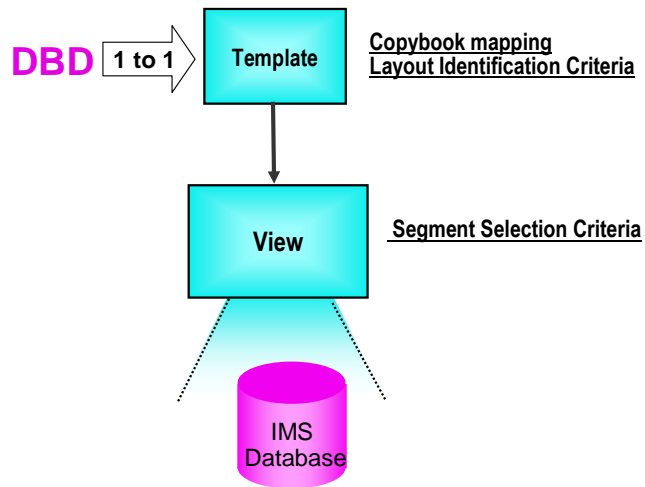 DBD
1 to 1
Template
Copybook mapping
Layout Identification Criteria
View
Segment Selection Criteria
IMS
Database